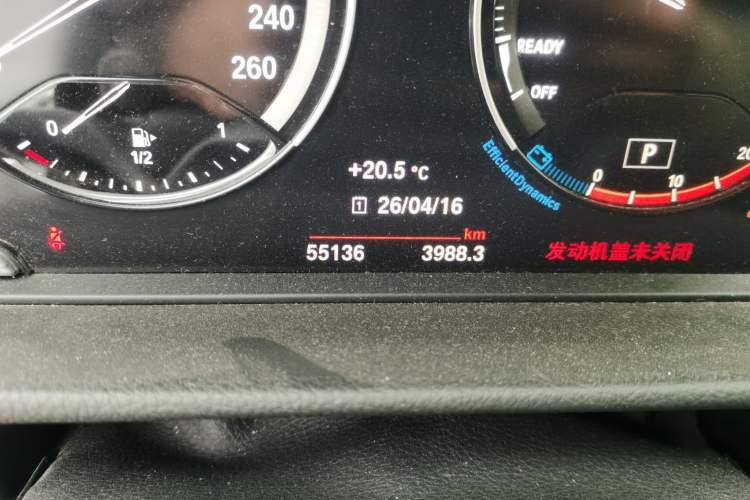 240
260
0
1
1/2
+20.5 °C
1 26/04/16
km
55136 3988.3
READY
OFF
EfficientDynamics
P
0 10 20
发动机盖未关闭